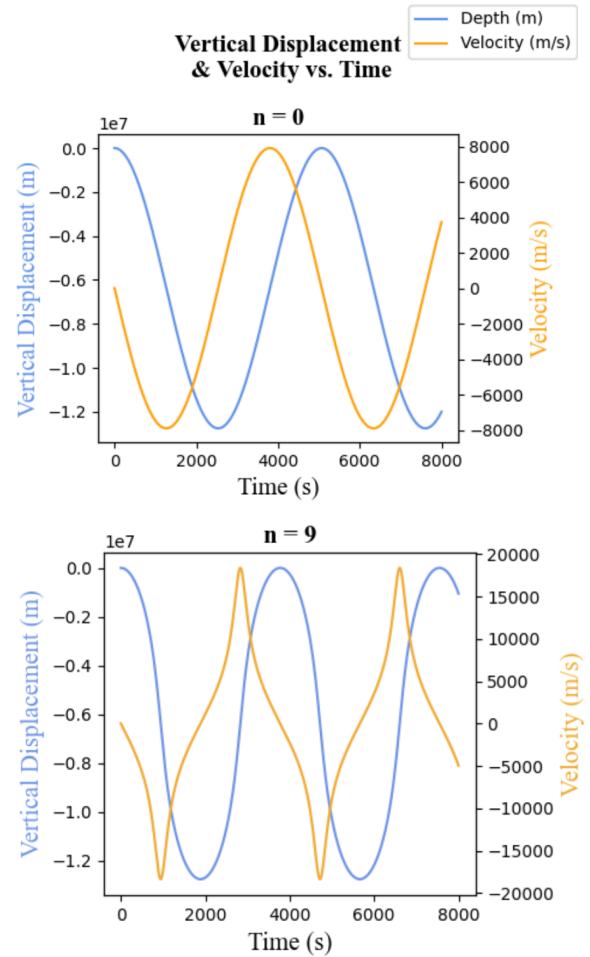 Depth (m)
Velocity (m/s)
Vertical Displacement
& Velocity vs. Time
n = 0
1e7
0.0
−0.2
−0.4
−0.6
−0.8
−1.0
−1.2
Vertical Displacement (m)
8000
6000
4000
2000
0
−2000
−4000
−6000
−8000
Velocity (m/s)
0 2000 4000 6000 8000
Time (s)
n = 9
1e7
0.0
−0.2
−0.4
−0.6
−0.8
−1.0
−1.2
Vertical Displacement (m)
20000
15000
10000
5000
0
−5000
−10000
−15000
−20000
Velocity (m/s)
0 2000 4000 6000 8000
Time (s)